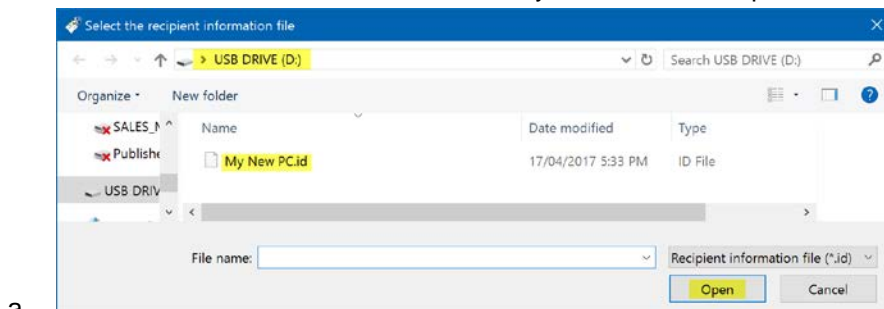 Select the recipient information file
> USB DRIVE (D:)
Search USB DRIVE (D:)
Organize
New folder
SALES_
Name
Date modified
Type
Publishe
My New PC.id
17/04/2017 5:33 PM
ID File
USB DRIV
File name:
Recipient information file (*.id)
Open
Cancel
a